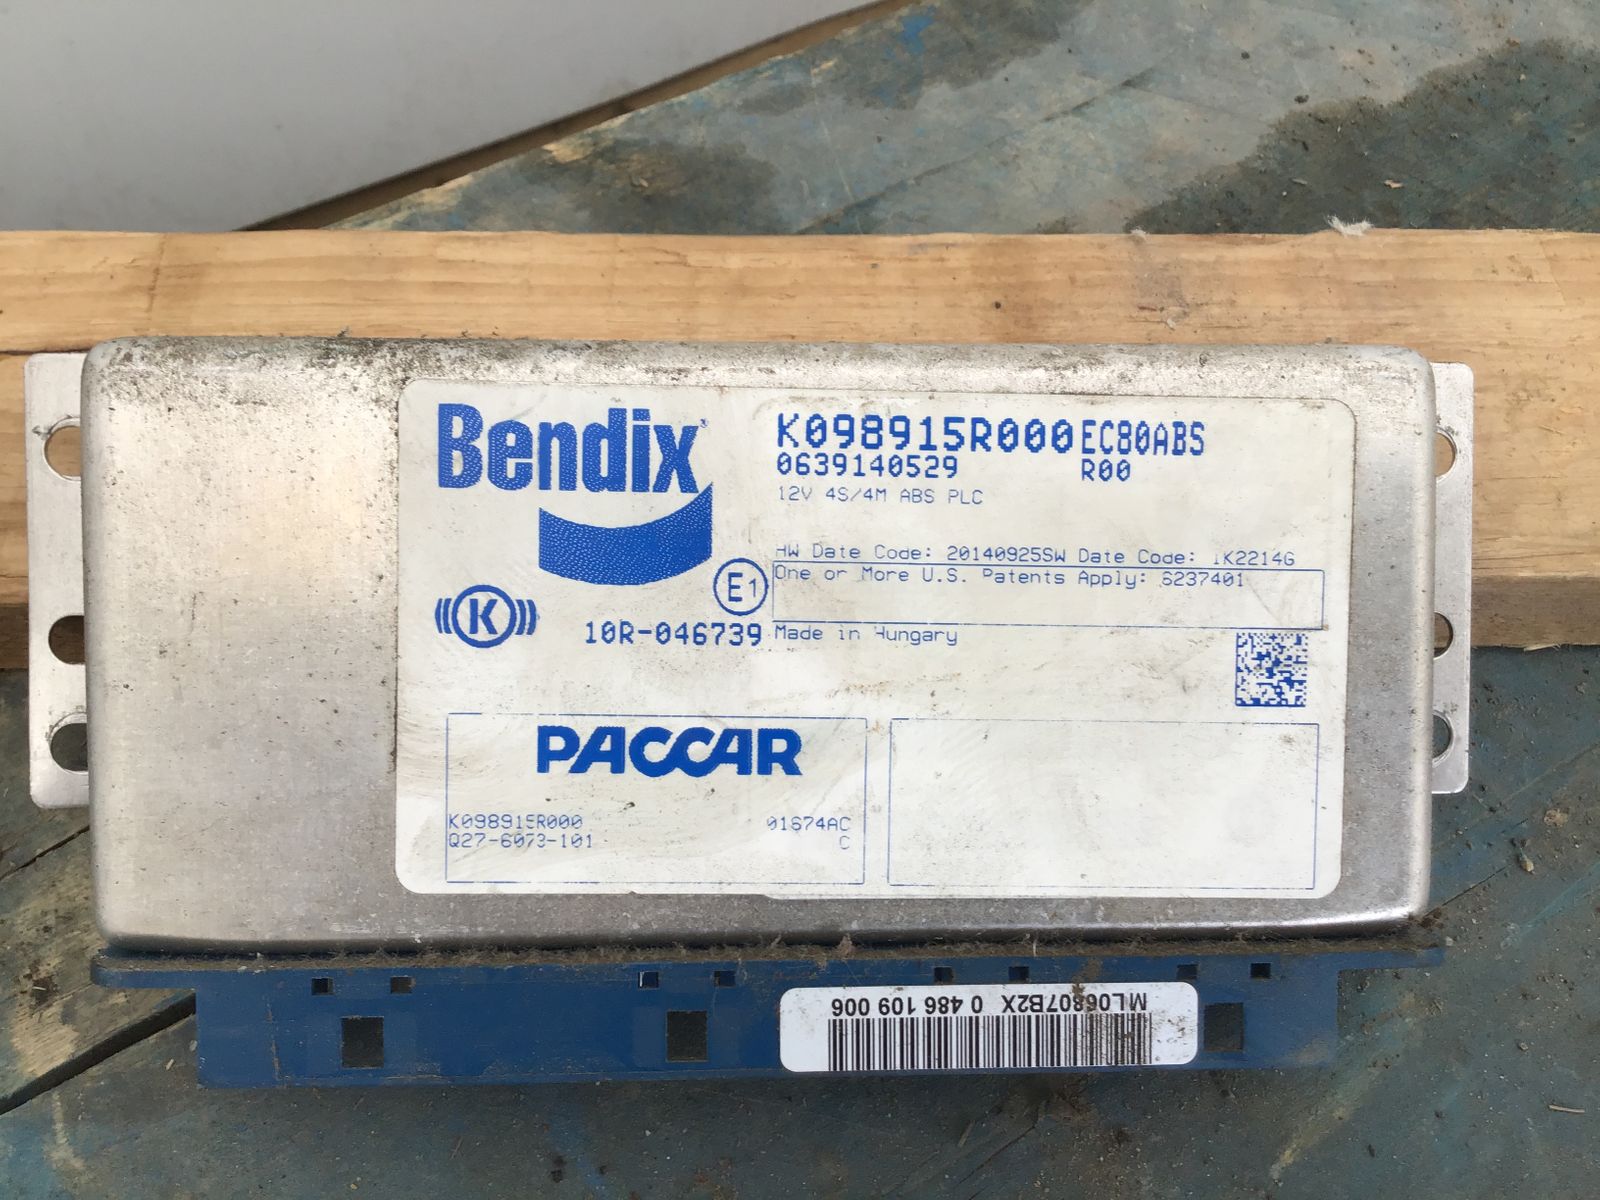 Bendix
K098915R000 EC80ABS
0639140529 R00
12V 4S/4M ABS PLC
HW Date Code: 20140925 SW Date Code: 1K2214G
One or More U.S. Patents Apply: 6237401
E1
K
10R-046739
Made in Hungary
PACCAR
K098915R000 01674AC
Q27-6073-101 C
ML06807B2X 0 486 109 006